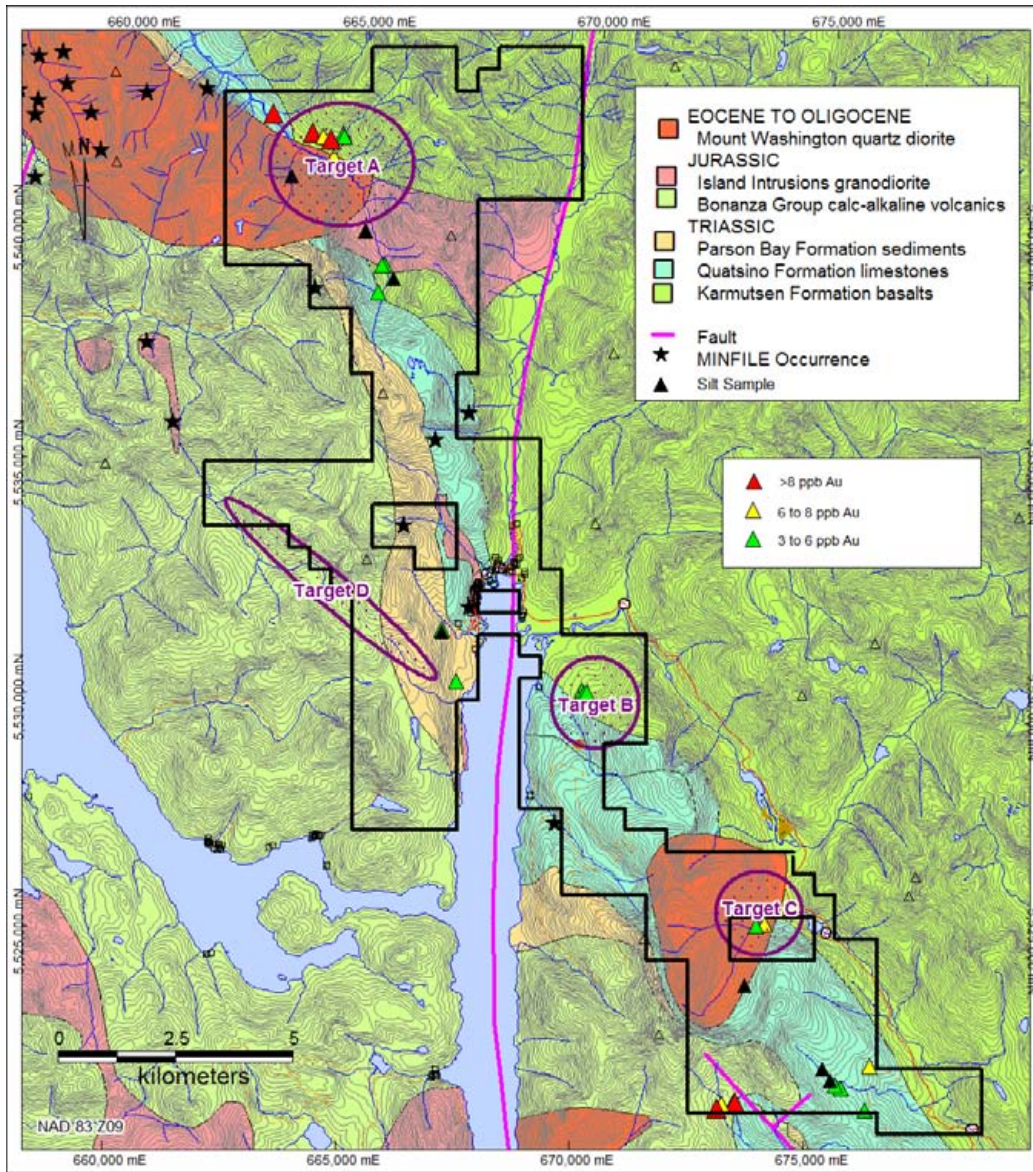 660,000 mE
665,000 mE
670,000 mE
675,000 mE
EOCENE TO OLIGOCENE
Mount Washington quartz diorite
JURASSIC
Island Intrusions granodiorite
Bonanza Group calc-alkaline volcanics
TRIASSIC
Parson Bay Formation sediments
Quatsino Formation limestones
Karmutsen Formation basalts
Fault
MINFILE Occurrence
Silt Sample
>8 ppb Au
6 to 8 ppb Au
3 to 6 ppb Au
M N
Target A
5,540,000 mN
5,535,000 mN
Target D
5,530,000 mN
Target B
Target C
5,525,000 mN
0 2.5 5
kilometers
NAD 83 Z09
660,000 mE
665,000 mE
670,000 mE
675,000 mE